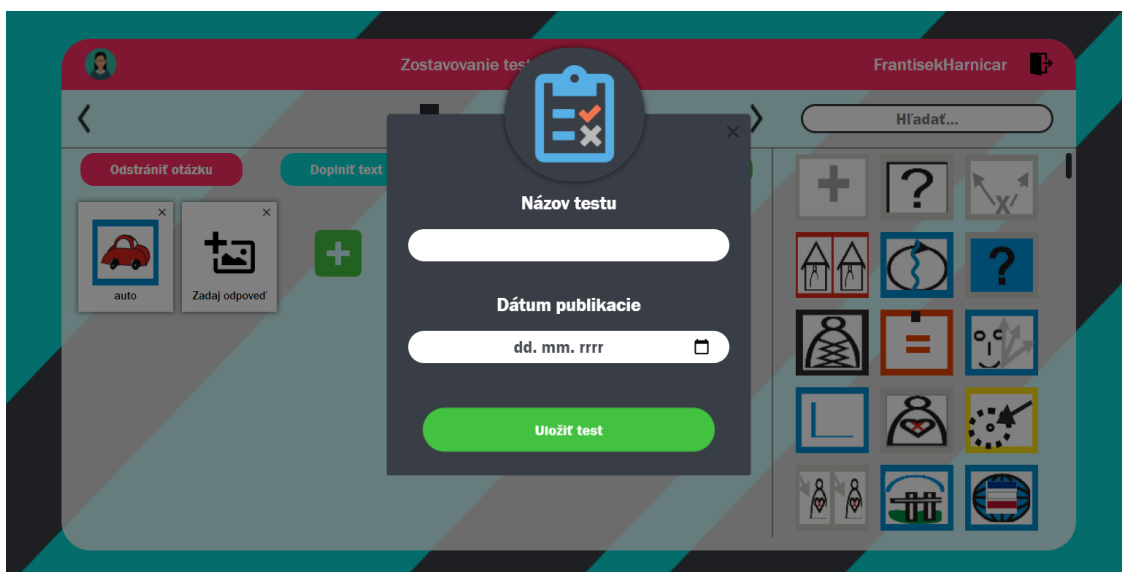 Zostavovanie test
FrantisekHarnicar
Hľadať...
Odstrániť otázku
Doplniť text
auto
Zadaj odpoveď
Názov testu
Dátum publikacie
dd. mm. rrrr
Uložiť test